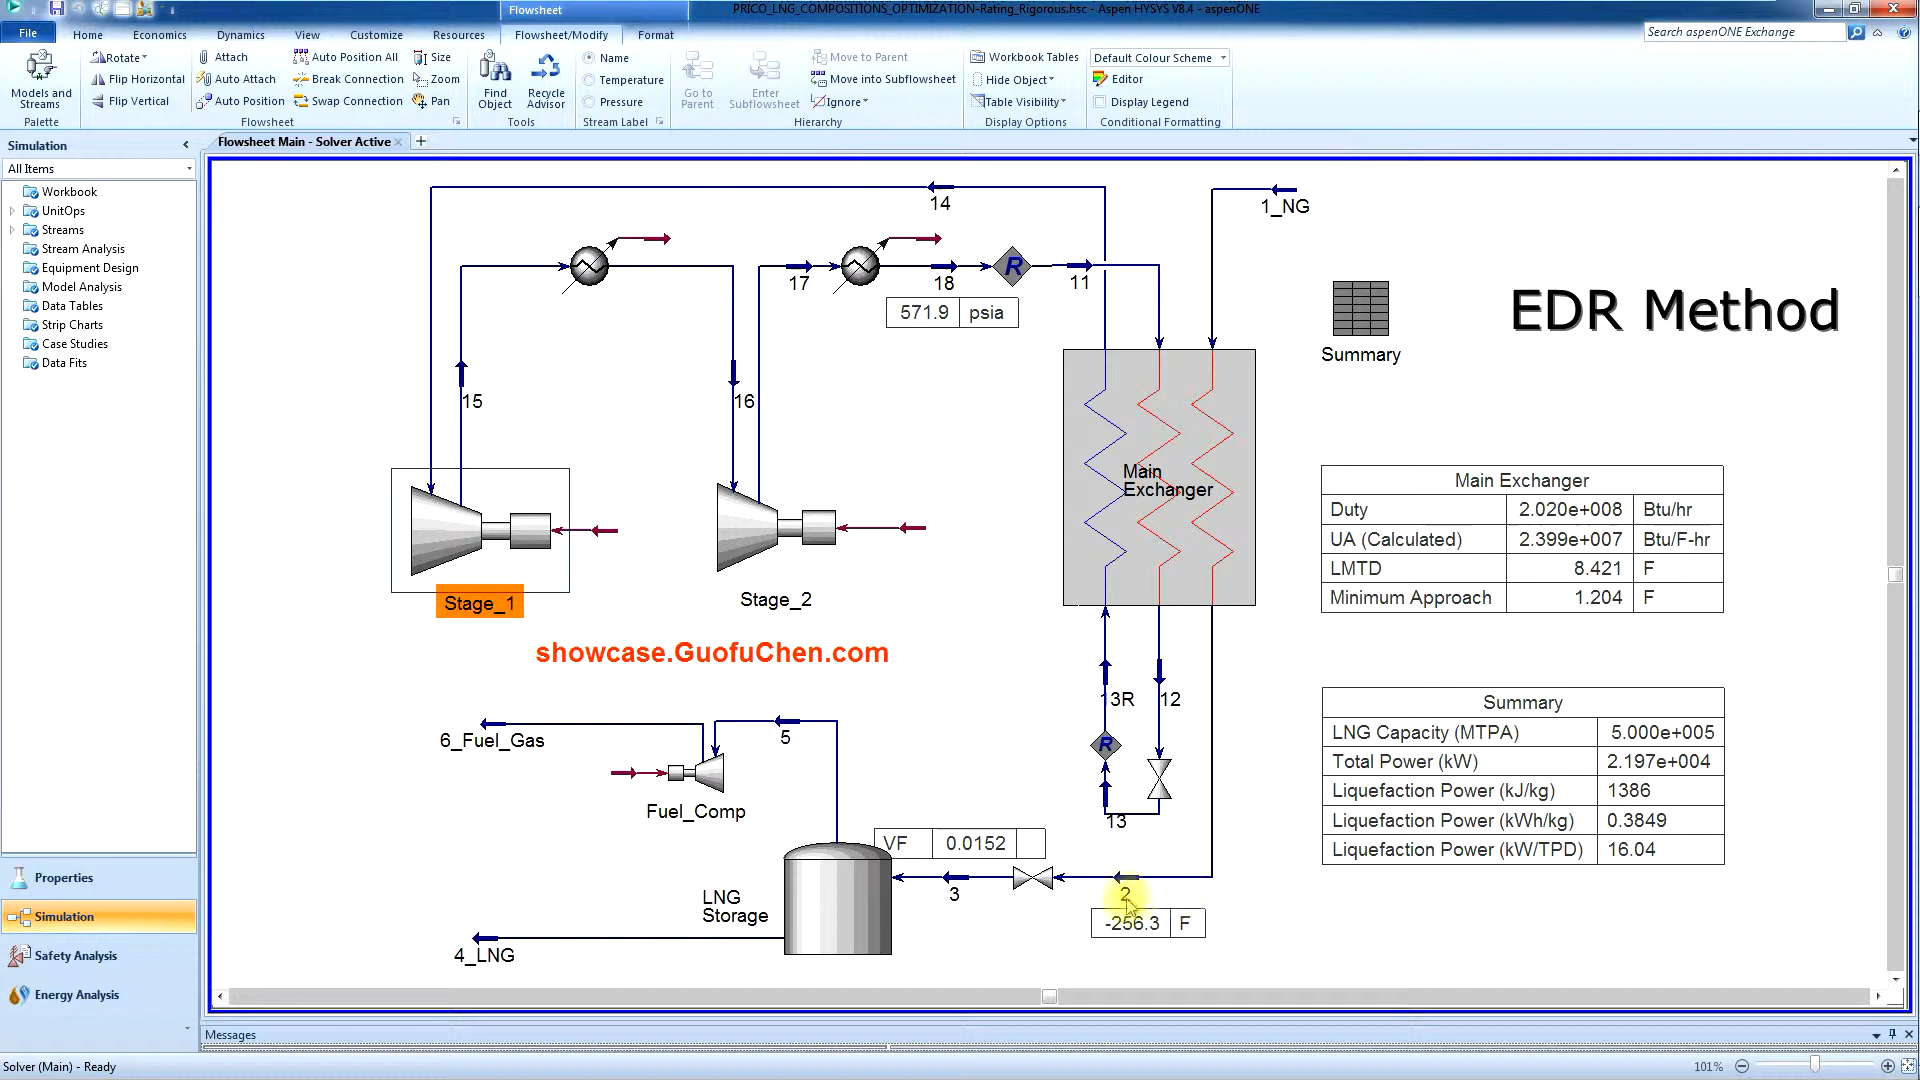 Flowsheet
PRICO_LNG_COMPOSITIONS_OPTIMIZATION-Rating_Rigorous.hsc - Aspen HYSYS V8.4 - aspenONE
File Home Economics Dynamics View Customize Resources Flowsheet/Modify Format
Search aspenONE Exchange
Models and Streams
Palette
Rotate
Flip Horizontal
Flip Vertical
Attach
Auto Attach
Auto Position
Auto Position All
Break Connection
Swap Connection
Size
Zoom
Pan
Flowsheet
Find Object
Recycle Advisor
Tools
Name
Temperature
Pressure
Stream Label
Go to Parent
Enter Subflowsheet
Move to Parent
Move into Subflowsheet
Ignore
Hierarchy
Workbook Tables
Hide Object
Table Visibility
Display Options
Default Colour Scheme
Editor
Display Legend
Conditional Formatting
Simulation
All Items
Workbook
UnitOps
Streams
Stream Analysis
Equipment Design
Model Analysis
Data Tables
Strip Charts
Case Studies
Data Fits
Properties
Simulation
Safety Analysis
Energy Analysis
Flowsheet Main - Solver Active
14
1_NG
17
18
R
11
571.9 psia
Summary
EDR Method
15
16
Main
Exchanger
Stage_1
Stage_2
showcase.GuofuChen.com
Main Exchanger
Duty 2.020e+008 Btu/hr
UA (Calculated) 2.399e+007 Btu/F-hr
LMTD 8.421 F
Minimum Approach 1.204 F
13R
12
R
13
6_Fuel_Gas
5
Fuel_Comp
VF 0.0152
LNG
Storage
3
2
-256.3 F
4_LNG
Summary
LNG Capacity (MTPA) 5.000e+005
Total Power (kW) 2.197e+004
Liquefaction Power (kJ/kg) 1386
Liquefaction Power (kWh/kg) 0.3849
Liquefaction Power (kW/TPD) 16.04
Messages
Solver (Main) - Ready
101%